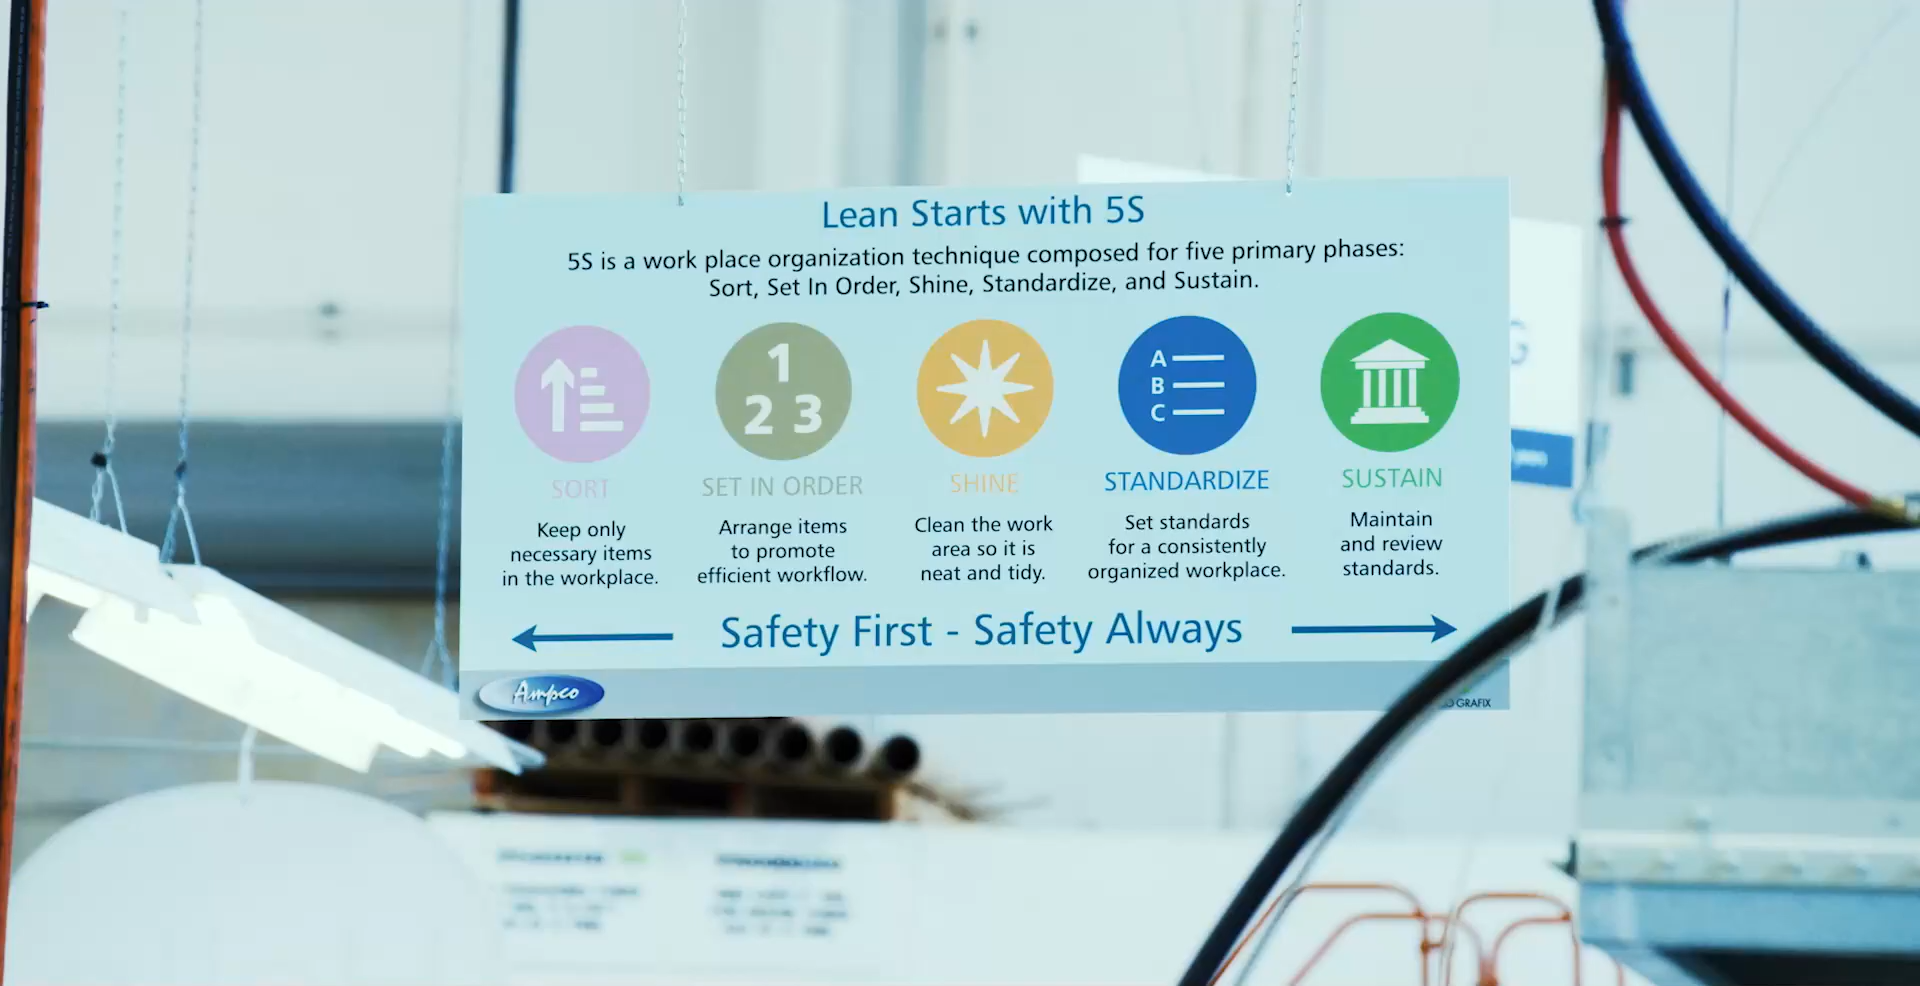 Lean Starts with 5S
5S is a work place organization technique composed for five primary phases:
Sort, Set In Order, Shine, Standardize, and Sustain.
1
2 3
A
B
C
SORT
Keep only
necessary items
in the workplace.
SET IN ORDER
Arrange items
to promote
efficient workflow.
SHINE
Clean the work
area so it is
neat and tidy.
STANDARDIZE
Set standards
for a consistently
organized workplace.
SUSTAIN
Maintain
and review
standards.
Safety First - Safety Always
Ampco
GRAFIX
G